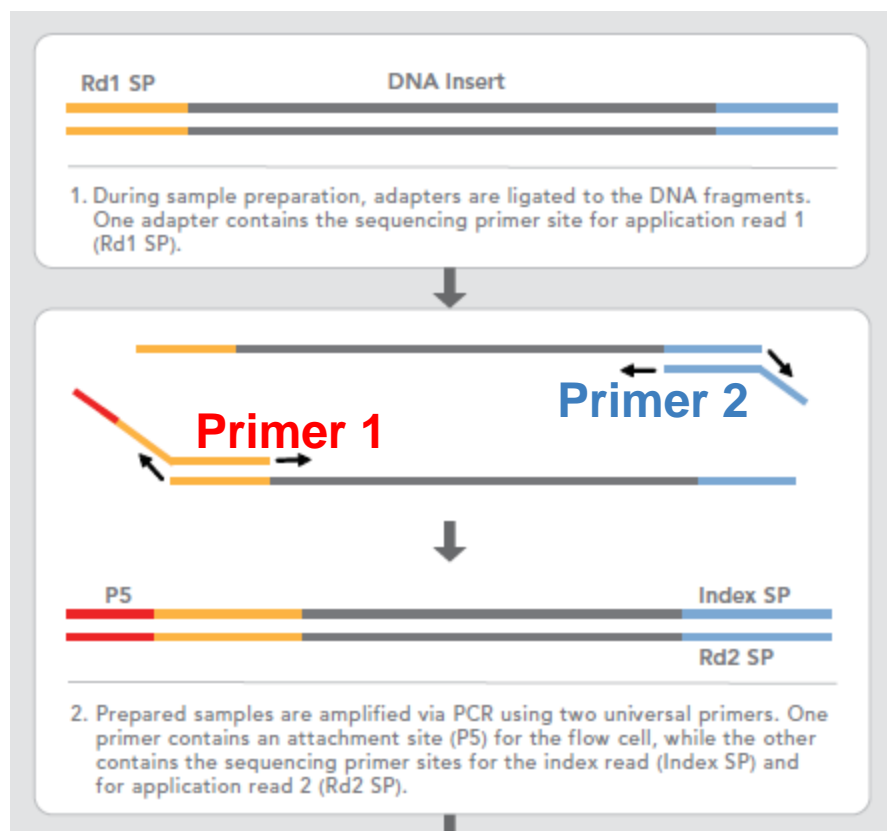 Rd1 SP DNA Insert
1. During sample preparation, adapters are ligated to the DNA fragments.
One adapter contains the sequencing primer site for application read 1
(Rd1 SP).
Primer 2
Primer 1
P5 Index SP
Rd2 SP
2. Prepared samples are amplified via PCR using two universal primers. One
primer contains an attachment site (P5) for the flow cell, while the other
contains the sequencing primer sites for the index read (Index SP) and
for application read 2 (Rd2 SP).